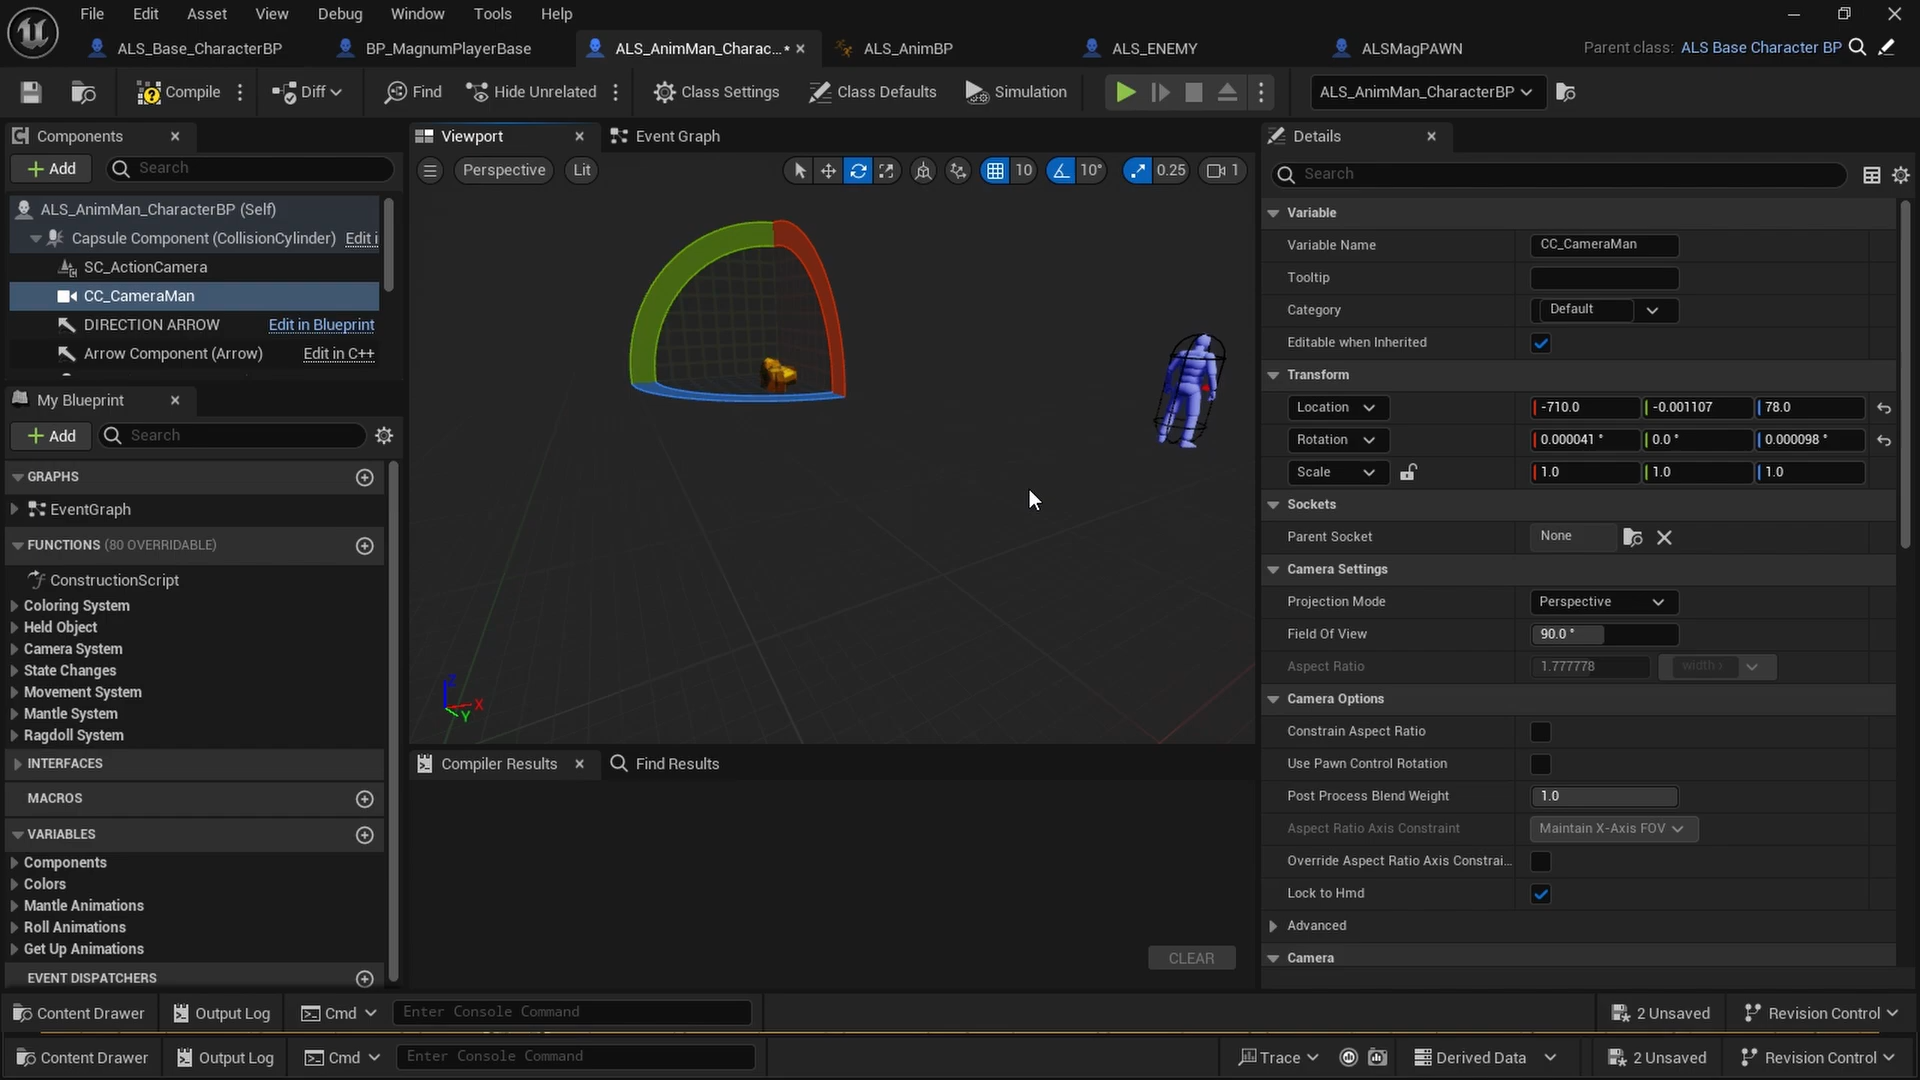 File Edit Asset View Debug Window Tools Help
ALS_Base_CharacterBP BP_MagnumPlayerBase ALS_AnimMan_Charac...* ALS_AnimBP ALS_ENEMY ALSMagPAWN Parent class: ALS Base Character BP
Compile Diff Find Hide Unrelated Class Settings Class Defaults Simulation ALS_AnimMan_CharacterBP
Components
Add Search
ALS_AnimMan_CharacterBP (Self)
Capsule Component (CollisionCylinder) Edit i
SC_ActionCamera
CC_CameraMan
DIRECTION ARROW Edit in Blueprint
Arrow Component (Arrow) Edit in C++
My Blueprint
Add Search
GRAPHS
EventGraph
FUNCTIONS (80 OVERRIDABLE)
ConstructionScript
Coloring System
Held Object
Camera System
State Changes
Movement System
Mantle System
Ragdoll System
INTERFACES
MACROS
VARIABLES
Components
Colors
Mantle Animations
Roll Animations
Get Up Animations
EVENT DISPATCHERS
Viewport Event Graph
Perspective Lit 10 10° 0.25 1
Z
X
Y
Compiler Results Find Results
CLEAR
Details
Search
Variable
Variable Name CC_CameraMan
Tooltip
Category Default
Editable when Inherited
Transform
Location -710.0 -0.001107 78.0
Rotation 0.000041 ° 0.0 ° 0.000098 °
Scale 1.0 1.0 1.0
Sockets
Parent Socket None
Camera Settings
Projection Mode Perspective
Field Of View 90.0 °
Aspect Ratio 1.777778 width
Camera Options
Constrain Aspect Ratio
Use Pawn Control Rotation
Post Process Blend Weight 1.0
Aspect Ratio Axis Constraint Maintain X-Axis FOV
Override Aspect Ratio Axis Constrai...
Lock to Hmd
Advanced
Camera
Content Drawer Output Log Cmd Enter Console Command 2 Unsaved Revision Control
Content Drawer Output Log Cmd Enter Console Command Trace Derived Data 2 Unsaved Revision Control